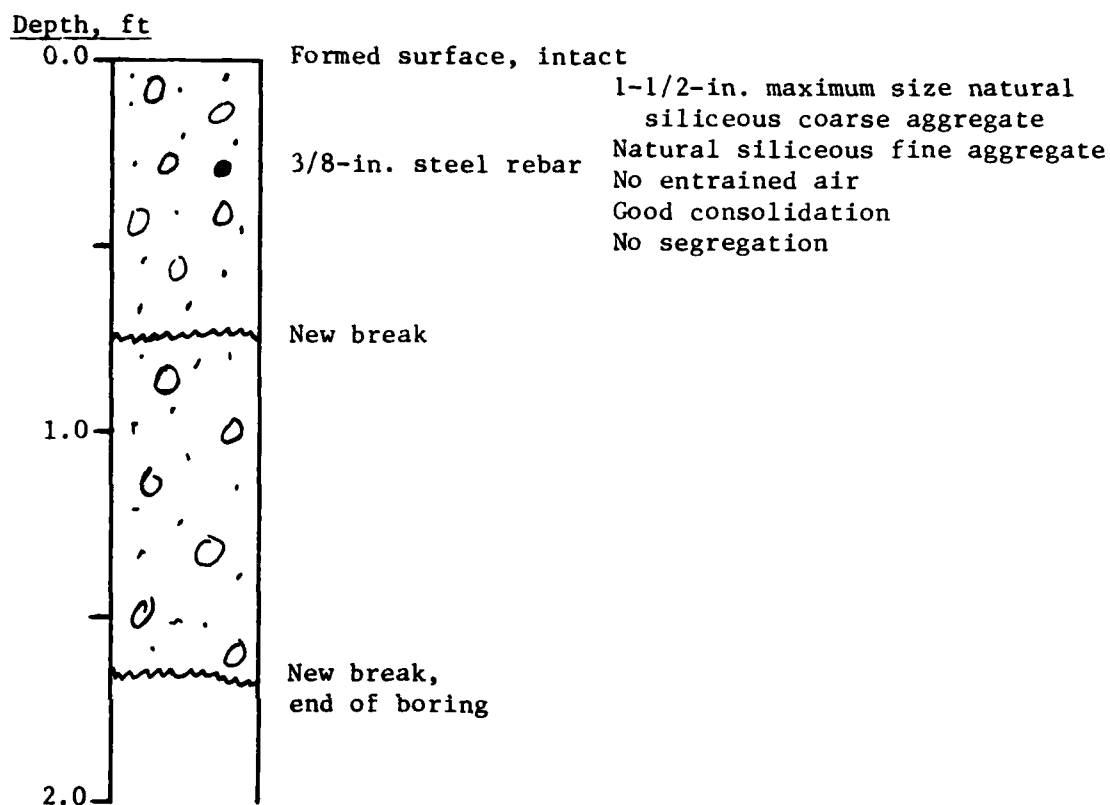 Depth, ft
0.0
Formed surface, intact
1-1/2-in. maximum size natural
siliceous coarse aggregate
Natural siliceous fine aggregate
3/8-in. steel rebar
No entrained air
Good consolidation
No segregation
New break
1.0
New break,
end of boring
2.0